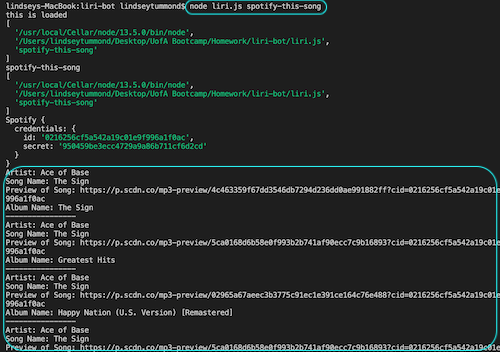 lindseys-MacBook:liri-bot lindseytummond$ node liri.js spotify-this-song
this is loaded
[
'/usr/local/Cellar/node/13.5.0/bin/node',
'/Users/lindseytummond/Desktop/UofA Bootcamp/Homework/liri-bot/liri.js',
'spotify-this-song'
]
spotify-this-song
[
'/usr/local/Cellar/node/13.5.0/bin/node',
'/Users/lindseytummond/Desktop/UofA Bootcamp/Homework/liri-bot/liri.js',
'spotify-this-song'
]
Spotify {
credentials: {
id: '0216256cf5a542a19c01e9f996a1f0ac',
secret: '950459be3ecc4729a9a86b711cf6d2cd'
}
}
Artist: Ace of Base
Song Name: The Sign
Preview of Song: https://p.scdn.co/mp3-preview/4c463359f67dd3546db7294d236dd0ae991882ff?cid=0216256cf5a542a19c01e
996a1f0ac
Album Name: The Sign
----------------
Artist: Ace of Base
Song Name: The Sign
Preview of Song: https://p.scdn.co/mp3-preview/5ca0168d6b58e0f993b2b741af90ecc7c9b16893?cid=0216256cf5a542a19c01e
996a1f0ac
Album Name: Greatest Hits
----------------
Artist: Ace of Base
Song Name: The Sign
Preview of Song: https://p.scdn.co/mp3-preview/02965a67aeec3b3775c91ec1e391ce164c76e488?cid=0216256cf5a542a19c01e
996a1f0ac
Album Name: Happy Nation (U.S. Version) [Remastered]
----------------
Artist: Ace of Base
Song Name: The Sign
Preview of Song: https://p.scdn.co/mp3-preview/5ca0168d6b58e0f993b2b741af90ecc7c9b16893?cid=0216256cf5a542a19c01e